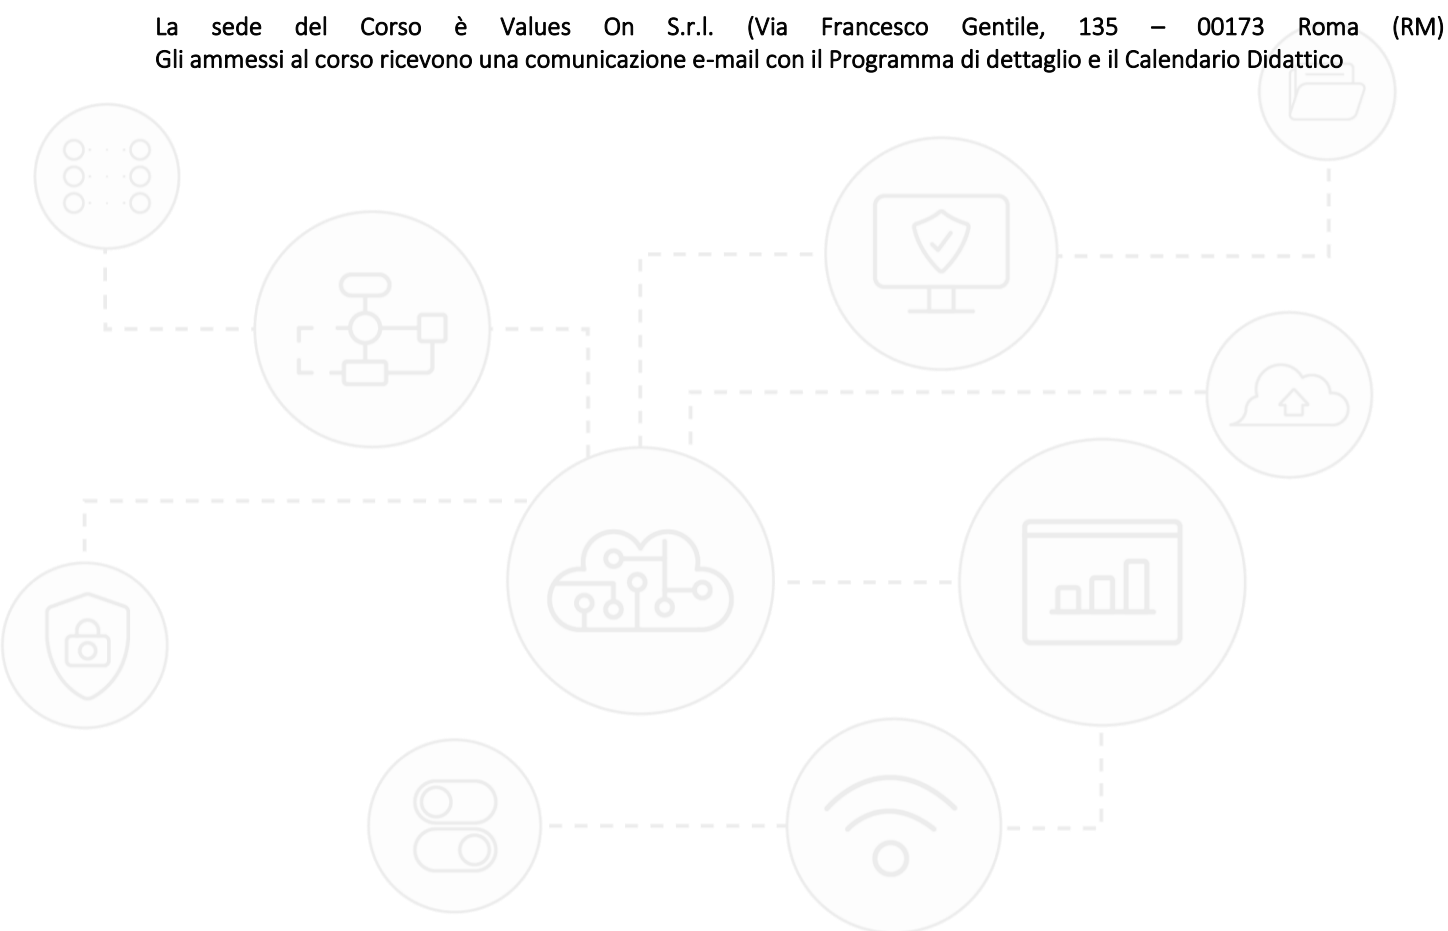 La sede del Corso è Values On S.r.l. (Via Francesco Gentile, 135 – 00173 Roma (RM)
Gli ammessi al corso ricevono una comunicazione e-mail con il Programma di dettaglio e il Calendario Didattico